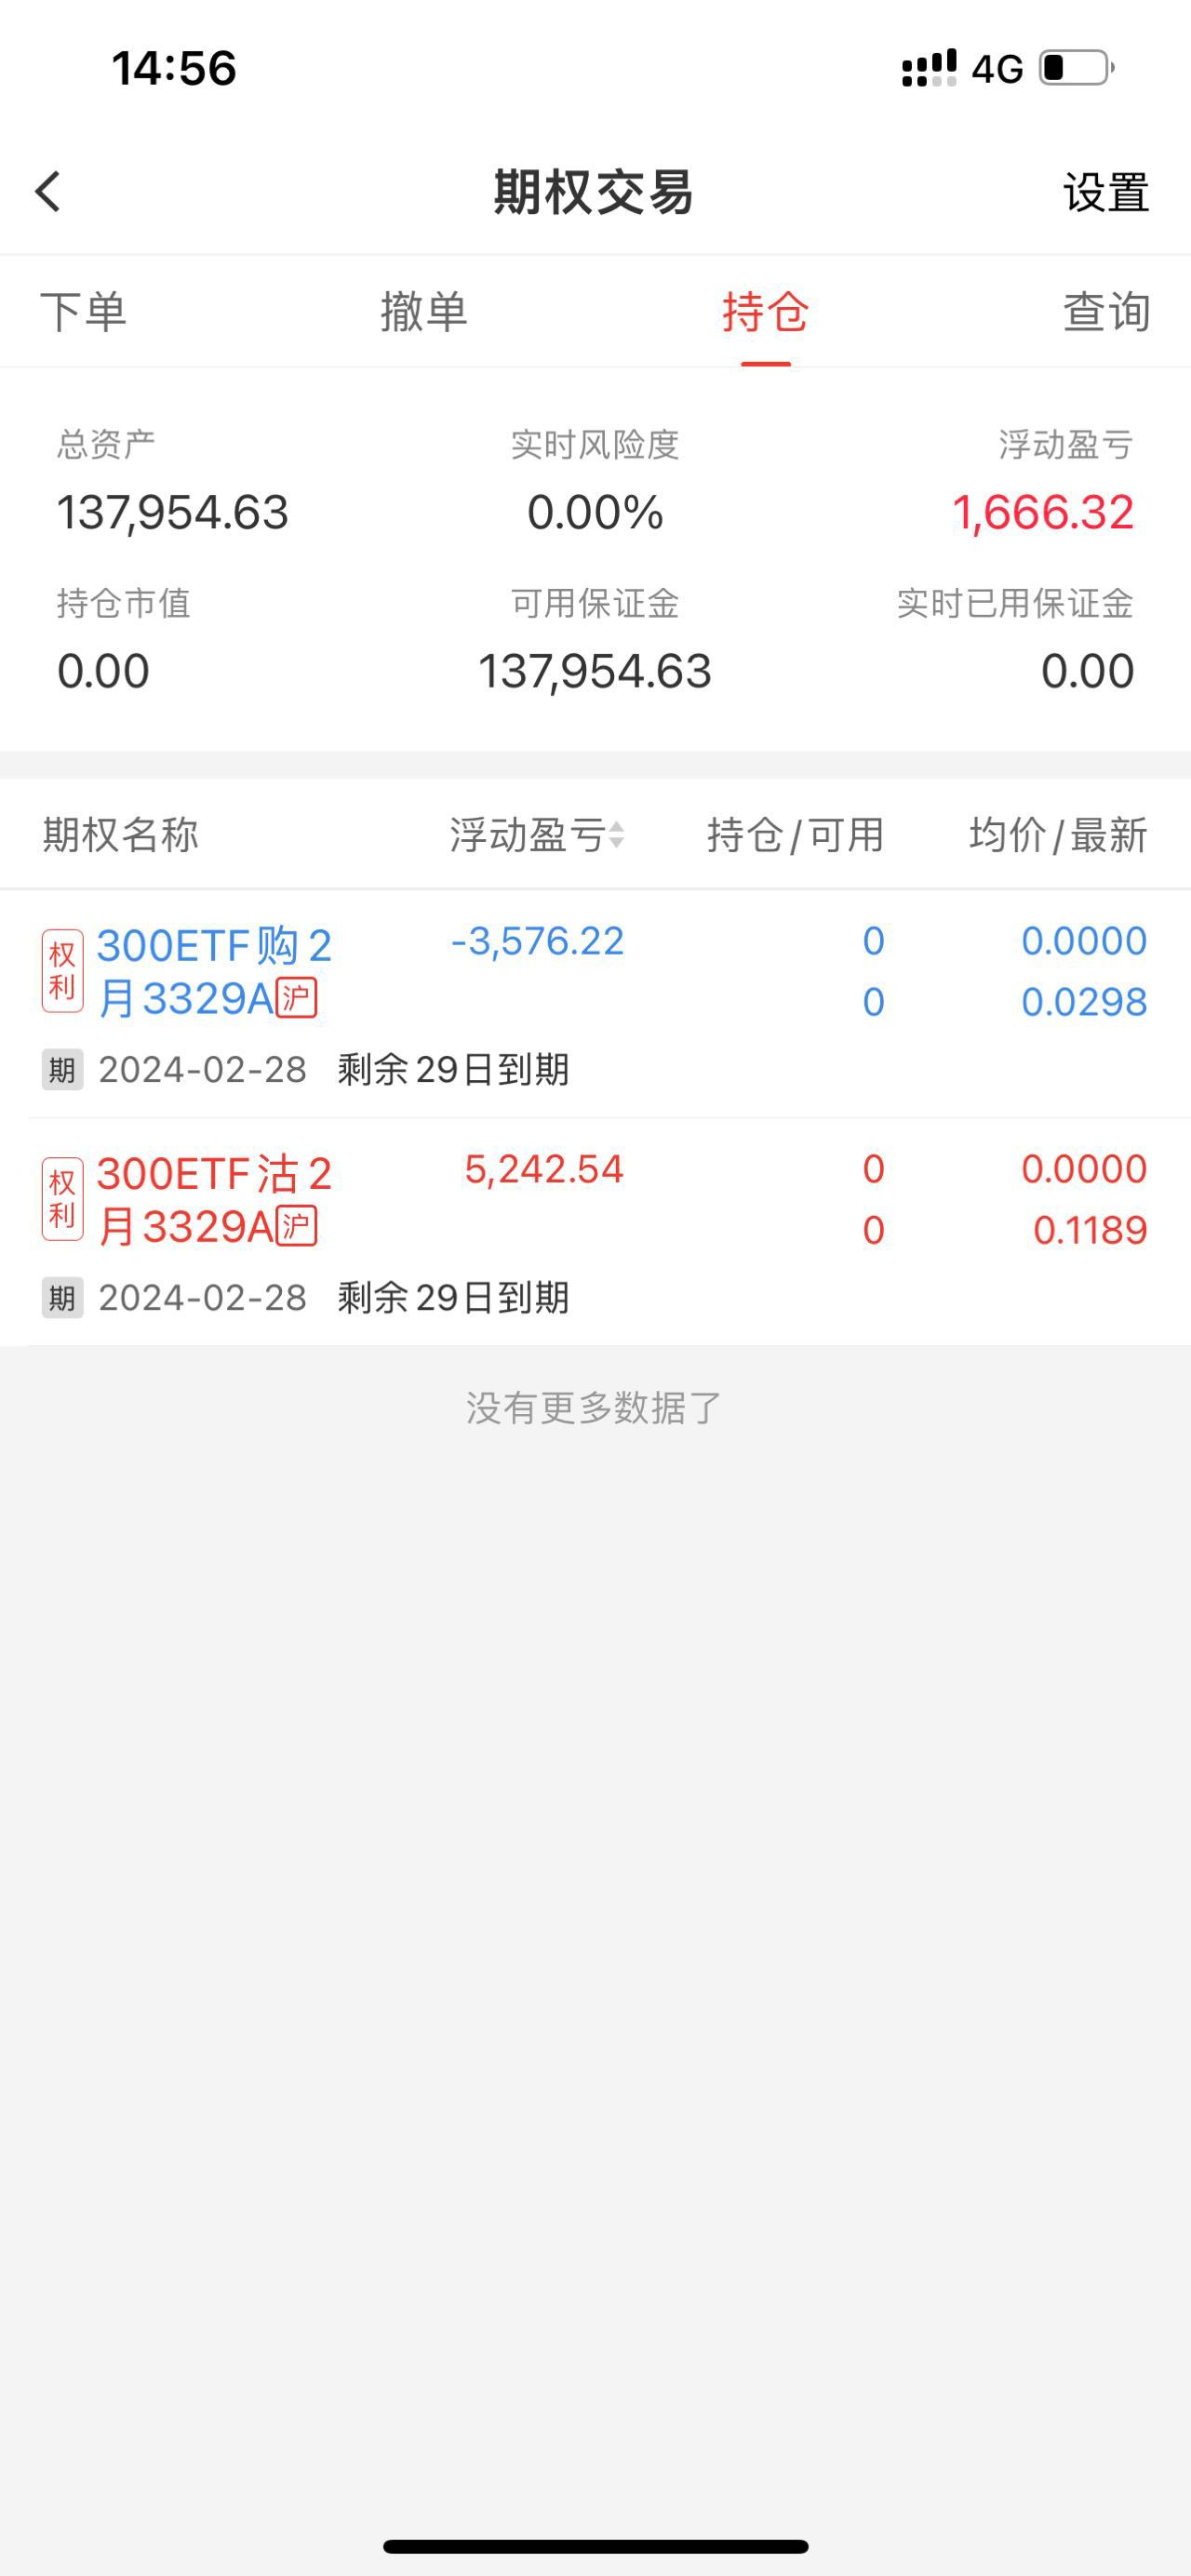 14:56 4G
期权交易 设置
下单 撤单 持仓 查询
总资产 实时风险度 浮动盈亏
137,954.63 0.00% 1,666.32
持仓市值 可用保证金 实时已用保证金
0.00 137,954.63 0.00
期权名称 浮动盈亏 持仓/可用 均价/最新
权利 300ETF购2 -3,576.22 0 0.0000
月3329A沪 0 0.0298
期 2024-02-28 剩余29日到期
权利 300ETF沽2 5,242.54 0 0.0000
月3329A沪 0 0.1189
期 2024-02-28 剩余29日到期
没有更多数据了